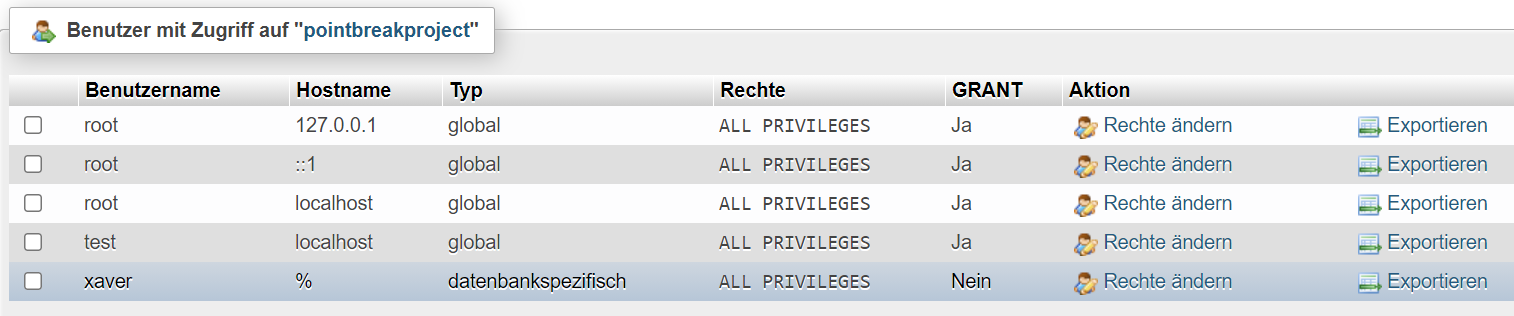 Benutzer mit Zugriff auf "pointbreakproject"
Benutzername Hostname Typ Rechte GRANT Aktion
root 127.0.0.1 global ALL PRIVILEGES Ja Rechte ändern Exportieren
root ::1 global ALL PRIVILEGES Ja Rechte ändern Exportieren
root localhost global ALL PRIVILEGES Ja Rechte ändern Exportieren
test localhost global ALL PRIVILEGES Ja Rechte ändern Exportieren
xaver % datenbankspezifisch ALL PRIVILEGES Nein Rechte ändern Exportieren